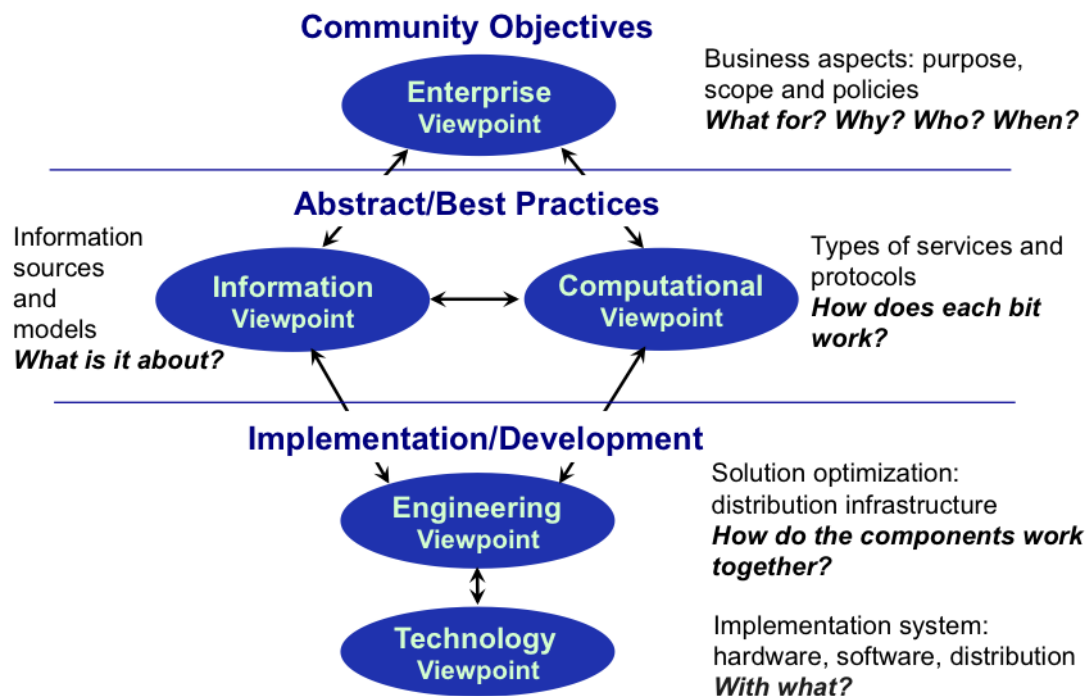 Community Objectives
Enterprise
Viewpoint
Business aspects: purpose,
scope and policies
What for? Why? Who? When?
Abstract/Best Practices
Information
sources
and
models
What is it about?
Information
Viewpoint
Computational
Viewpoint
Types of services and
protocols
How does each bit
work?
Implementation/Development
Engineering
Viewpoint
Solution optimization:
distribution infrastructure
How do the components work
together?
Technology
Viewpoint
Implementation system:
hardware, software, distribution
With what?